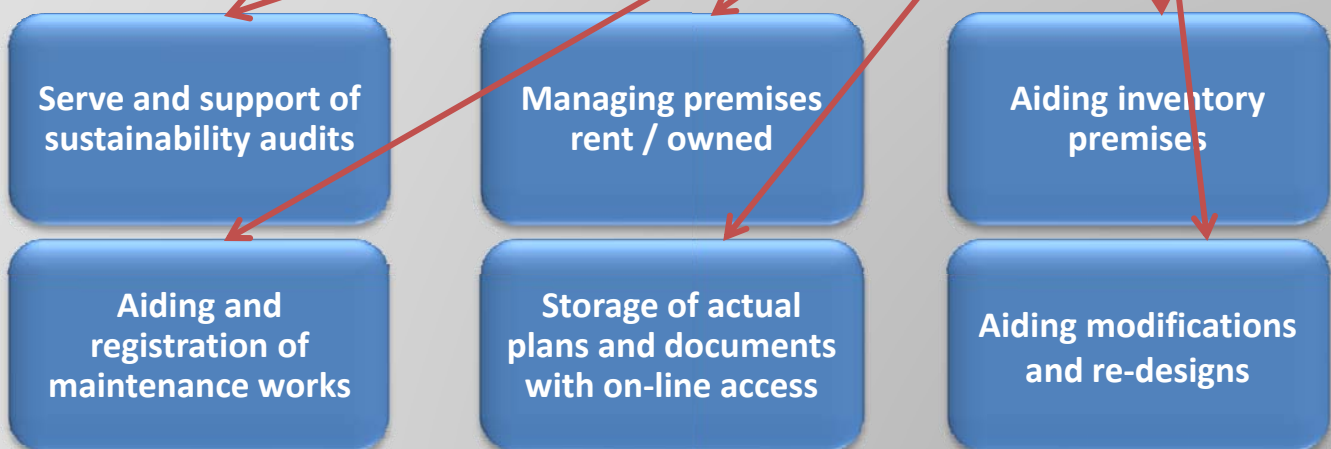 Serve and support of
sustainability audits
Managing premises
rent / owned
Aiding inventory
premises
Aiding and
registration of
maintenance works
Storage of actual
plans and documents
with on-line access
Aiding modifications
and re-designs